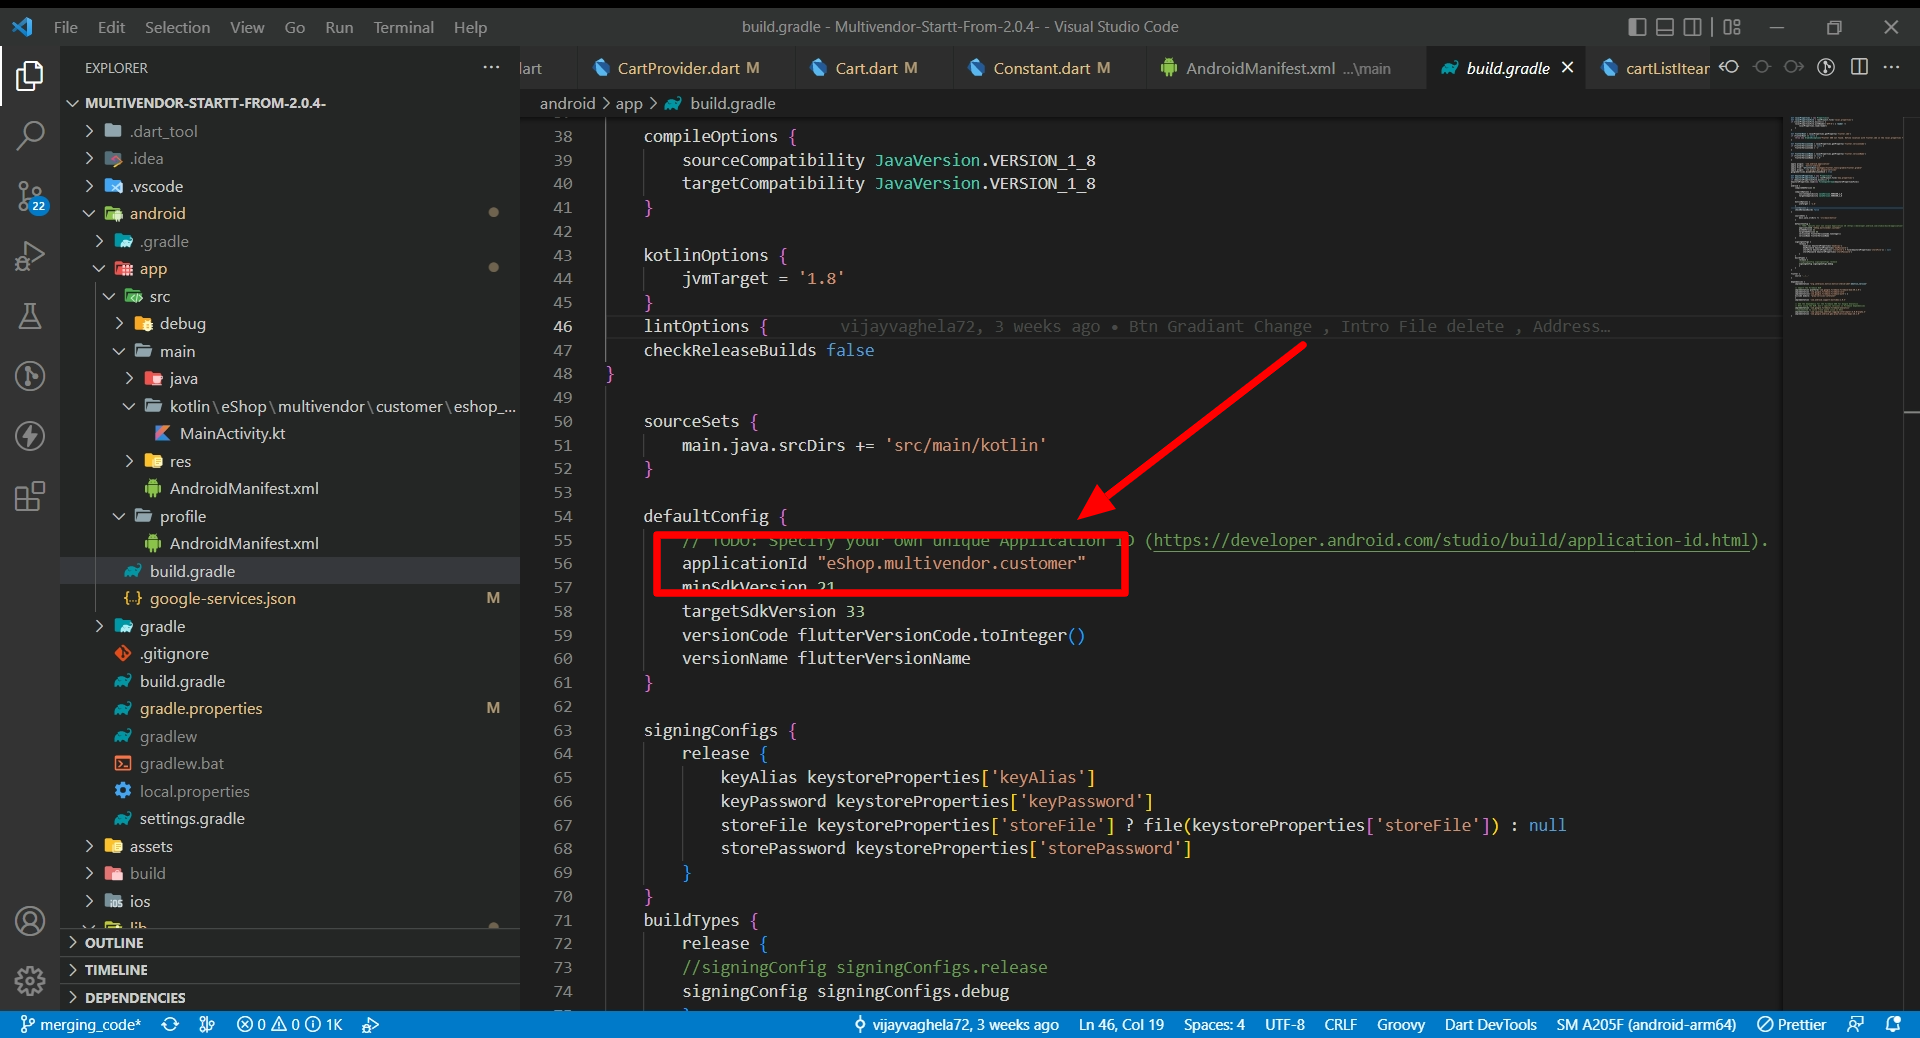 File Edit Selection View Go Run Terminal Help
build.gradle - Multivendor-Startt-From-2.0.4- - Visual Studio Code
EXPLORER
MULTIVENDOR-STARTT-FROM-2.0.4-
.dart_tool
.idea
.vscode
android
.gradle
app
src
debug
main
java
kotlin\eShop\multivendor\customer\eshop_...
MainActivity.kt
res
AndroidManifest.xml
profile
AndroidManifest.xml
build.gradle
google-services.json M
gradle
.gitignore
build.gradle
gradle.properties M
gradlew
gradlew.bat
local.properties
settings.gradle
assets
build
ios
lib
OUTLINE
TIMELINE
DEPENDENCIES
22
lart CartProvider.dart M Cart.dart M Constant.dart M AndroidManifest.xml ...\main build.gradle cartListItear
android > app > build.gradle
38 compileOptions {
39 sourceCompatibility JavaVersion.VERSION_1_8
40 targetCompatibility JavaVersion.VERSION_1_8
41 }
42
43 kotlinOptions {
44 jvmTarget = '1.8'
45 }
46 lintOptions { vijayvaghela72, 3 weeks ago • Btn Gradiant Change , Intro File delete , Address…
47 checkReleaseBuilds false
48 }
49
50 sourceSets {
51 main.java.srcDirs += 'src/main/kotlin'
52 }
53
54 defaultConfig {
55 // TODO: Specify your own unique Application ID (https://developer.android.com/studio/build/application-id.html).
56 applicationId "eShop.multivendor.customer"
57 minSdkVersion 21
58 targetSdkVersion 33
59 versionCode flutterVersionCode.toInteger()
60 versionName flutterVersionName
61 }
62
63 signingConfigs {
64 release {
65 keyAlias keystoreProperties['keyAlias']
66 keyPassword keystoreProperties['keyPassword']
67 storeFile keystoreProperties['storeFile'] ? file(keystoreProperties['storeFile']) : null
68 storePassword keystoreProperties['storePassword']
69 }
70 }
71 buildTypes {
72 release {
73 //signingConfig signingConfigs.release
74 signingConfig signingConfigs.debug
merging_code* 0 0 1K vijayvaghela72, 3 weeks ago Ln 46, Col 19 Spaces: 4 UTF-8 CRLF Groovy Dart DevTools SM A205F (android-arm64) Prettier